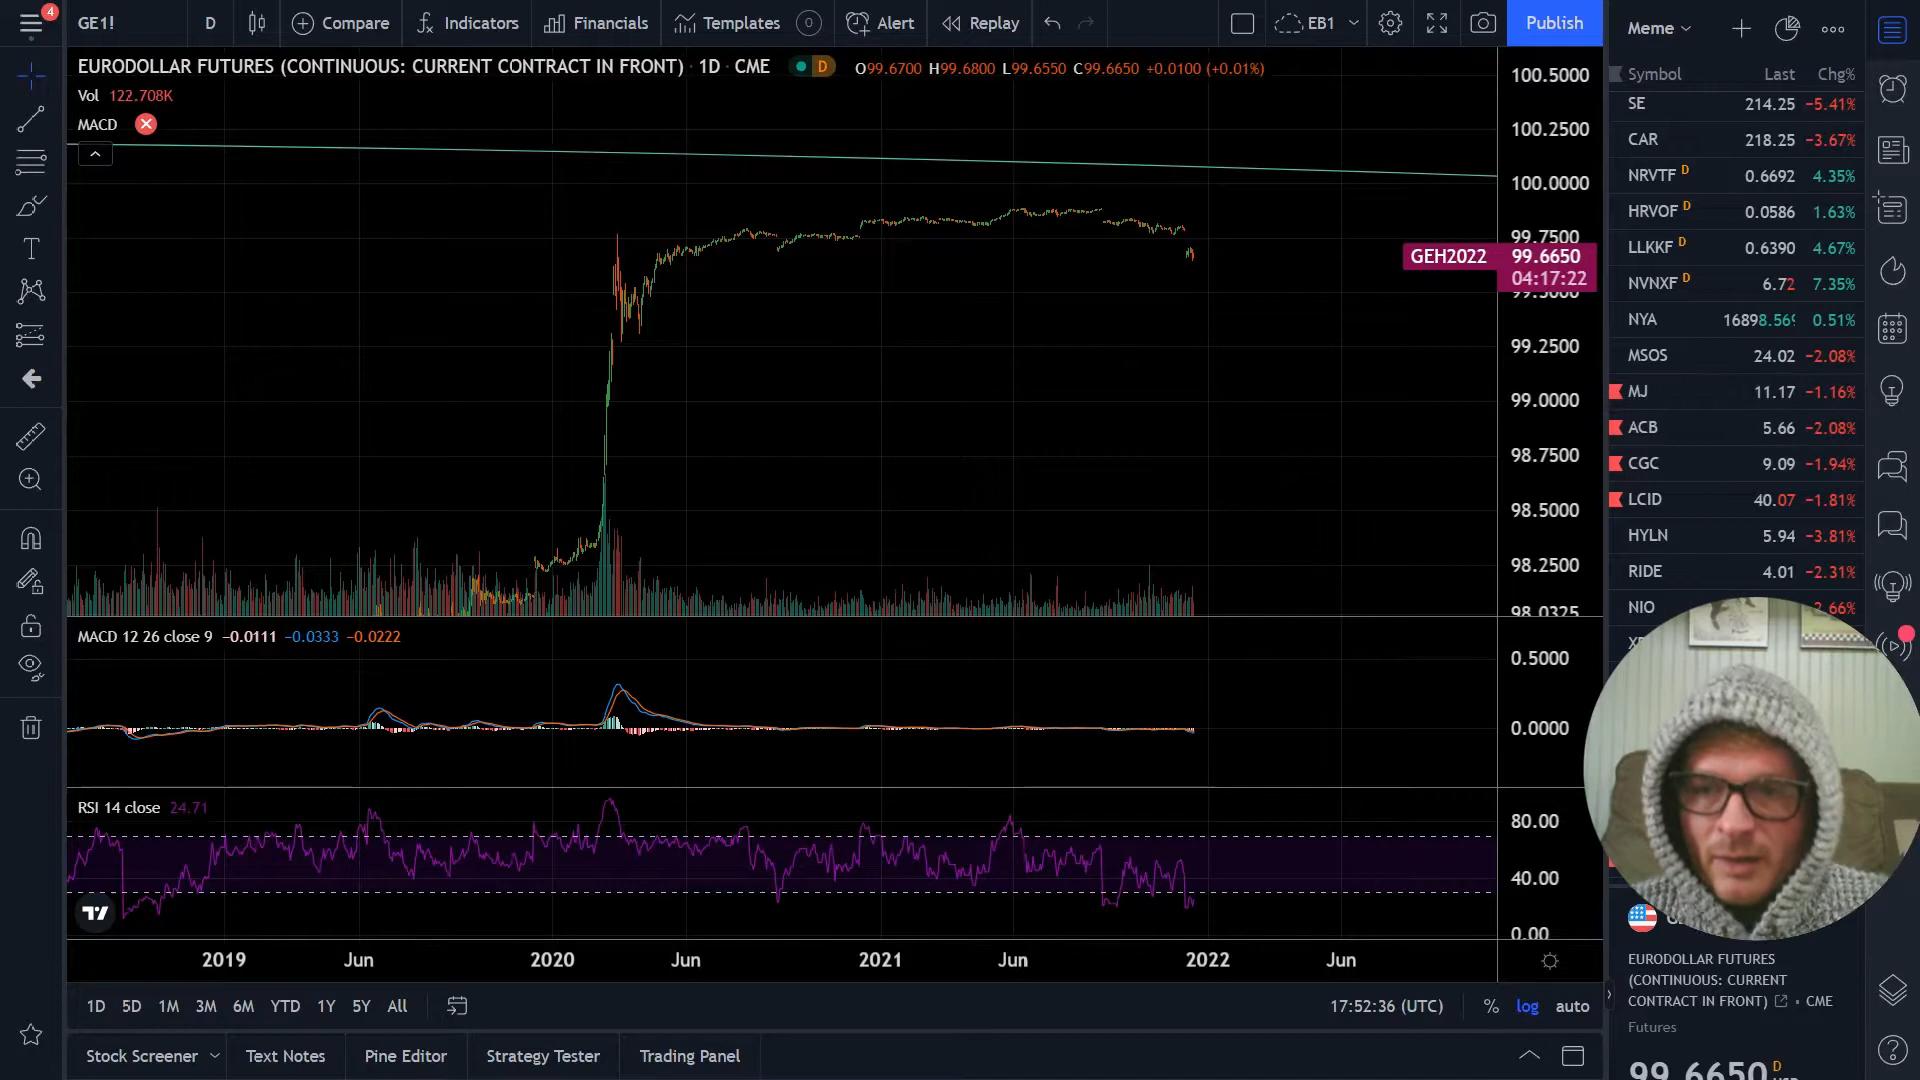 4
GE1!
D
Compare
Indicators
Financials
Templates
0
Alert
Replay
EB1
Publish
Meme
EURODOLLAR FUTURES (CONTINUOUS: CURRENT CONTRACT IN FRONT) · 1D · CME D O99.6700 H99.6800 L99.6550 C99.6650 +0.0100 (+0.01%)
Vol 122.708K
MACD
100.5000
100.2500
100.0000
99.7500
GEH2022 99.6650
04:17:22
99.5000
99.2500
99.0000
98.7500
98.5000
98.2500
98.0325
MACD 12 26 close 9 −0.0111 −0.0333 −0.0222
0.5000
0.0000
RSI 14 close 24.71
80.00
40.00
0.00
2019 Jun 2020 Jun 2021 Jun 2022 Jun
1D 5D 1M 3M 6M YTD 1Y 5Y All
17:52:36 (UTC) % log auto
Stock Screener Text Notes Pine Editor Strategy Tester Trading Panel
Symbol Last Chg%
SE 214.25 −5.41%
CAR 218.25 −3.67%
NRVTF D 0.6692 4.35%
HRVOF D 0.0586 1.63%
LLKKF D 0.6390 4.67%
NVNXF D 6.72 7.35%
NYA 16898.56 0.51%
MSOS 24.02 −2.08%
MJ 11.17 −1.16%
ACB 5.66 −2.08%
CGC 9.09 −1.94%
LCID 40.07 −1.81%
HYLN 5.94 −3.81%
RIDE 4.01 −2.31%
NIO
EURODOLLAR FUTURES
(CONTINUOUS: CURRENT
CONTRACT IN FRONT) • CME
Futures
99.6650 D